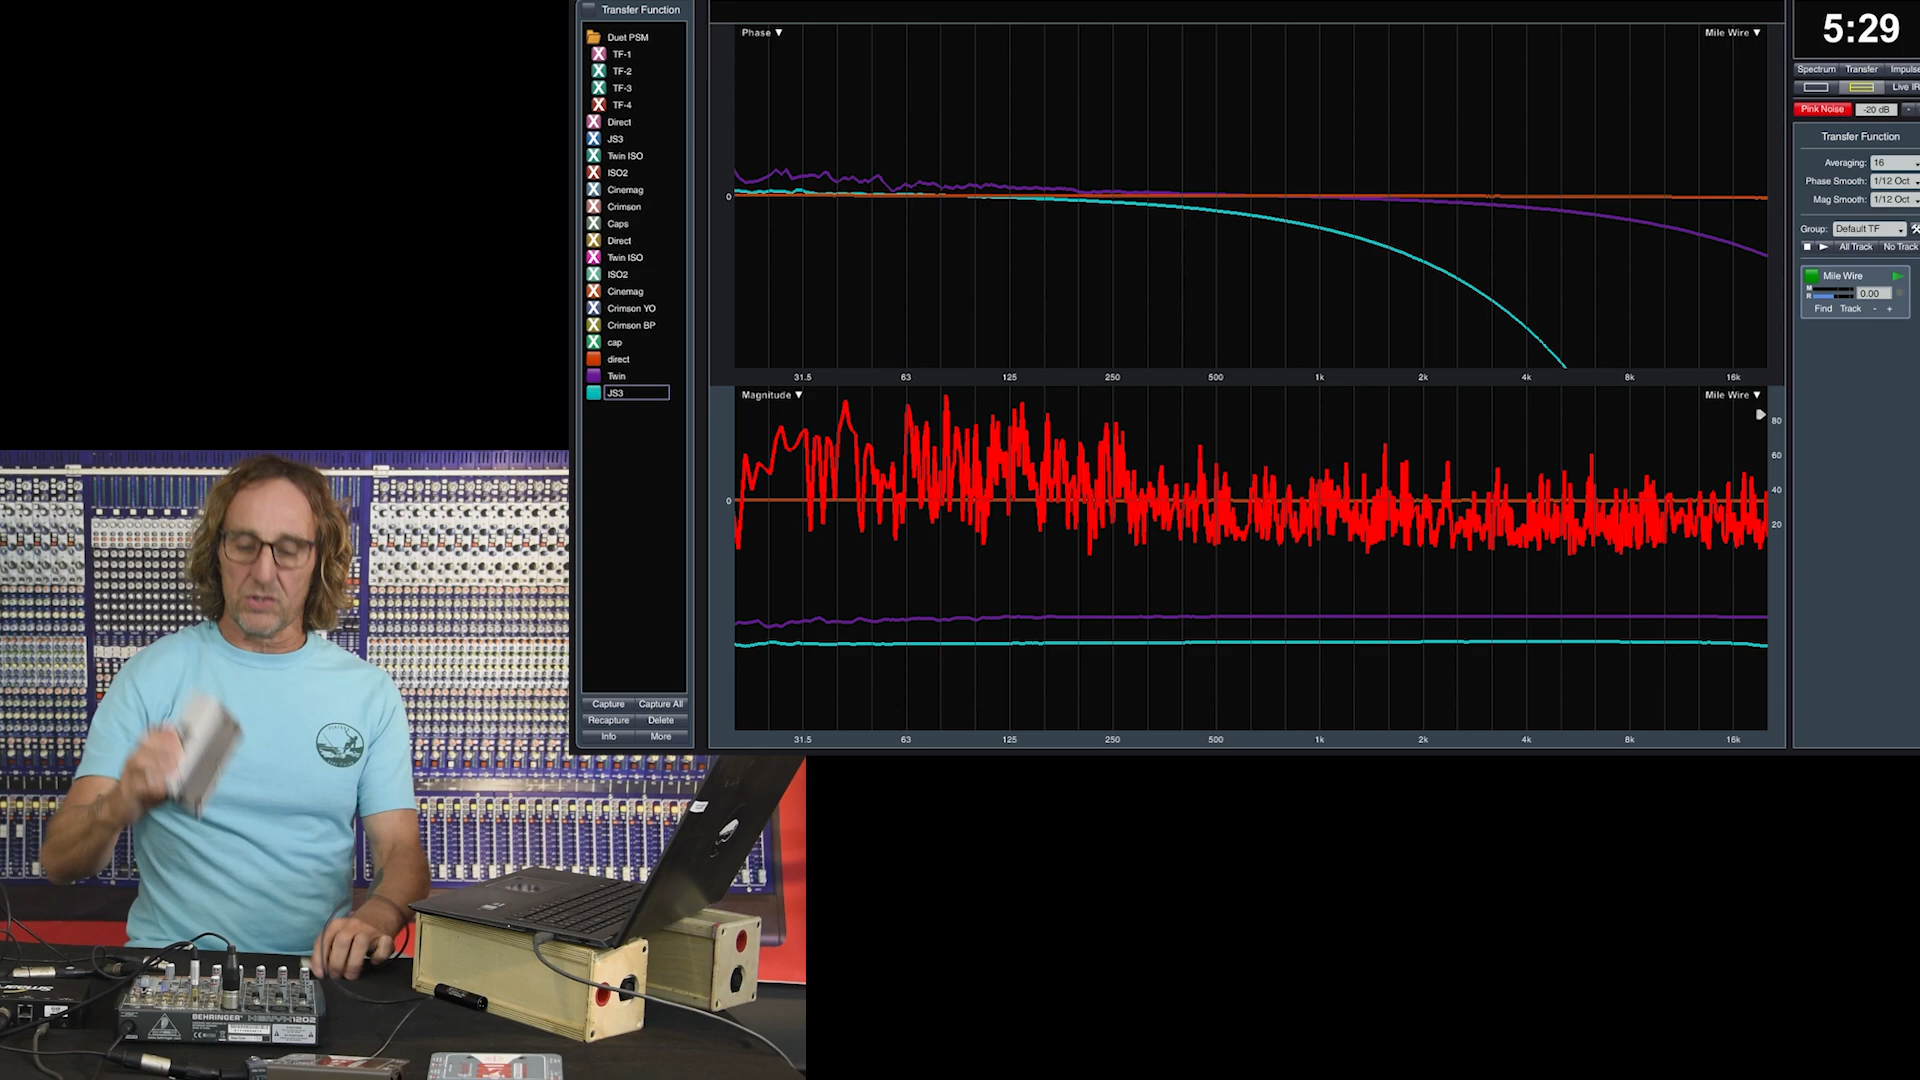 Transfer Function
Duet PSM
TF-1
TF-2
TF-3
TF-4
Direct
JS3
Twin ISO
ISO2
Cinemag
Crimson
Caps
Direct
Twin ISO
ISO2
Cinemag
Crimson YO
Crimson BP
cap
direct
Twin
JS3
Capture Capture All
Recapture Delete
Info More
Phase ▼ Mile Wire ▼
0
31.5 63 125 250 500 1k 2k 4k 8k 16k
Magnitude ▼ Mile Wire ▼
80
60
40
20
0
31.5 63 125 250 500 1k 2k 4k 8k 16k
5:29
Spectrum Transfer Impulse
Live IR
Pink Noise -20 dB -
Transfer Function
Averaging: 16
Phase Smooth: 1/12 Oct
Mag Smooth: 1/12 Oct
Group: Default TF
All Track No Track
Mile Wire
M
R 0.00
Find Track - +
BEHRINGER XENYX1202